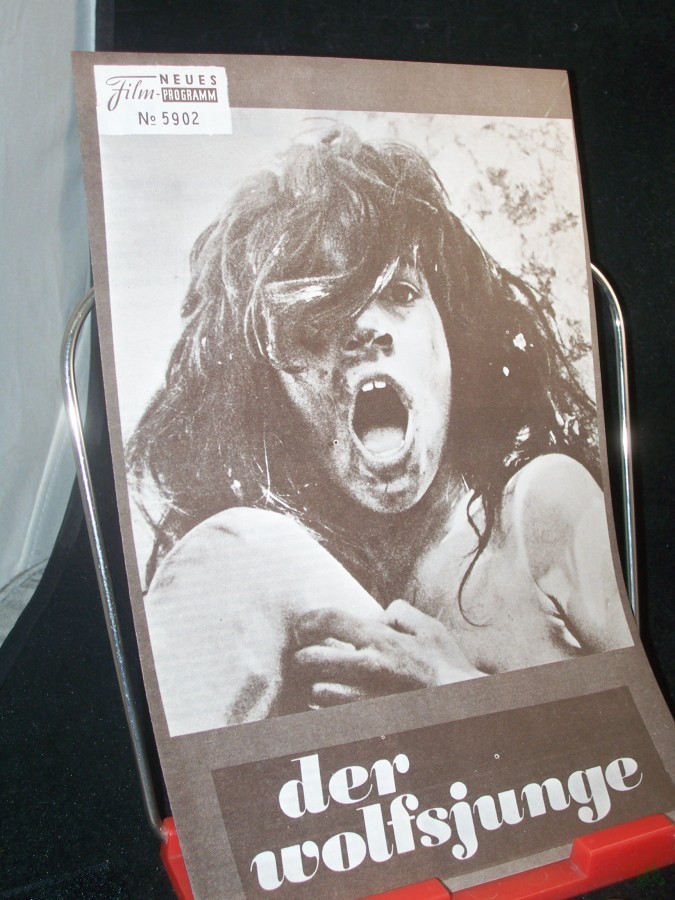 NEUES
Film-PROGRAMM
№ 5902
der
wolfsjunge